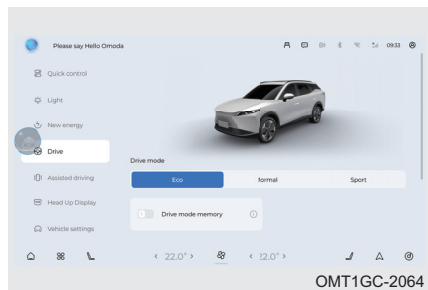 Please say Hello Omoda
09:33
Quick control
Light
New energy
Drive
Drive mode
Assisted driving
Eco
formal
Sport
Head Up Display
Drive mode memory
Vehicle settings
22.0°
!2.0°
OMT1GC-2064